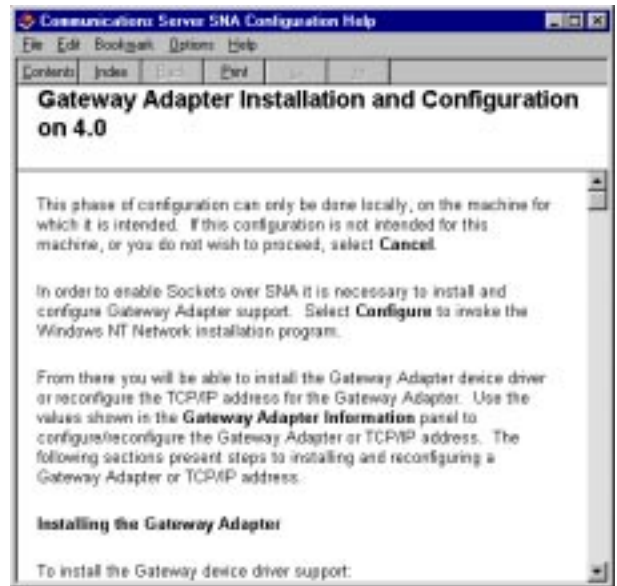 Communications Server SNA Configuration Help
File Edit Bookmark Options Help
Contents Index Back Print << >>
Gateway Adapter Installation and Configuration
on 4.0
This phase of configuration can only be done locally, on the machine for
which it is intended. If this configuration is not intended for this
machine, or you do not wish to proceed, select Cancel.
In order to enable Sockets over SNA it is necessary to install and
configure Gateway Adapter support. Select Configure to invoke the
Windows NT Network installation program.
From there you will be able to install the Gateway Adapter device driver
or reconfigure the TCP/IP address for the Gateway Adapter. Use the
values shown in the Gateway Adapter Information panel to
configure/reconfigure the Gateway Adapter or TCP/IP address. The
following sections present steps to installing and reconfiguring a
Gateway Adapter or TCP/IP address.
Installing the Gateway Adapter
To install the Gateway device driver support: